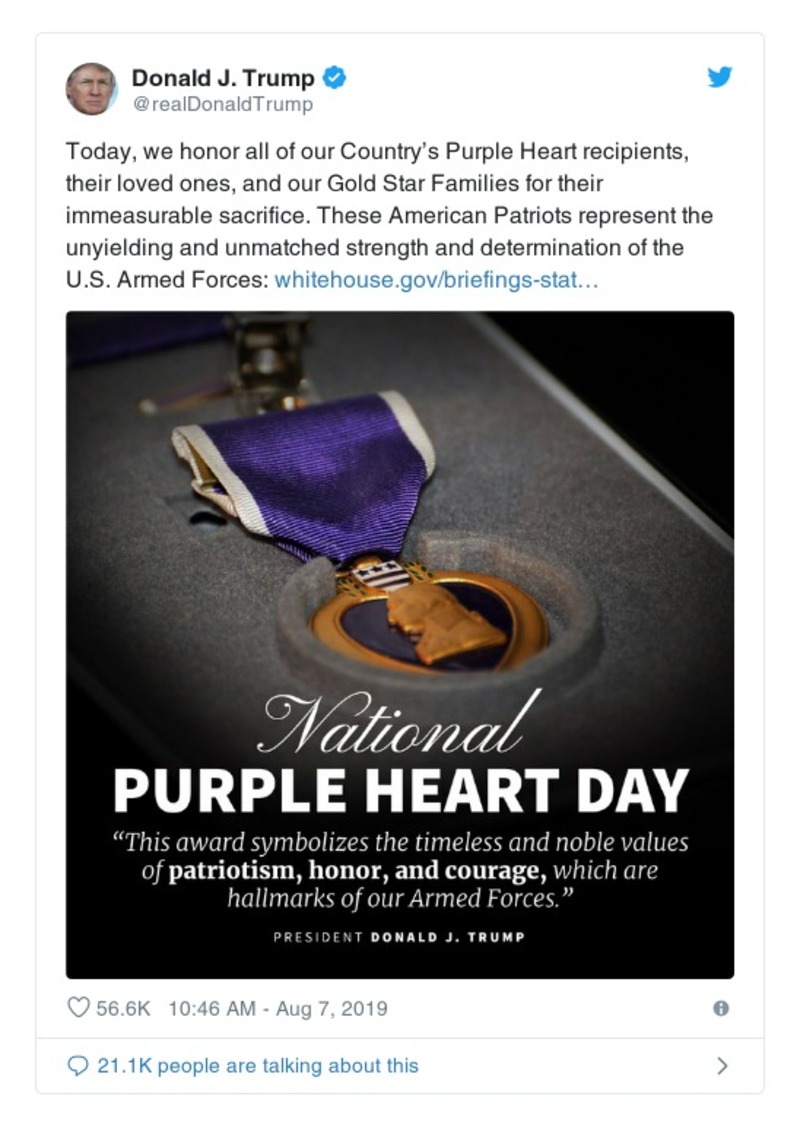 Donald J. Trump
@realDonaldTrump
Today, we honor all of our Country’s Purple Heart recipients,
their loved ones, and our Gold Star Families for their
immeasurable sacrifice. These American Patriots represent the
unyielding and unmatched strength and determination of the
U.S. Armed Forces: whitehouse.gov/briefings-stat…
National
PURPLE HEART DAY
“This award symbolizes the timeless and noble values
of patriotism, honor, and courage, which are
hallmarks of our Armed Forces.”
PRESIDENT DONALD J. TRUMP
56.6K 10:46 AM - Aug 7, 2019
21.1K people are talking about this